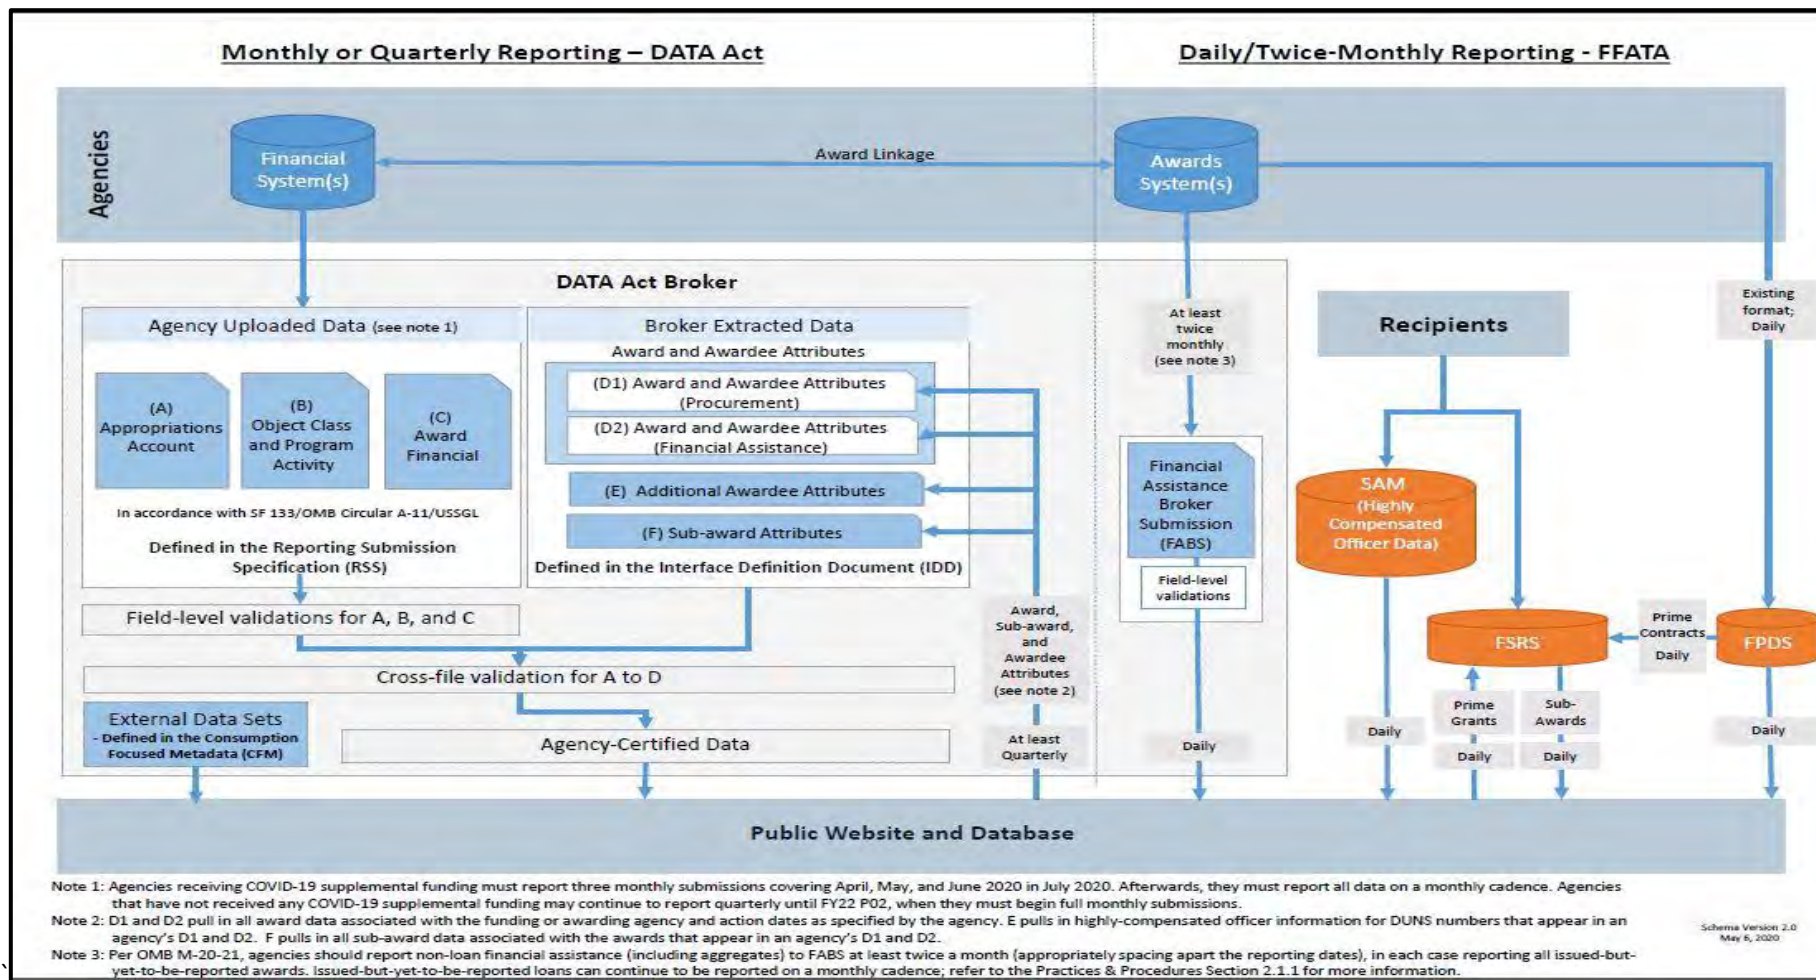 Monthly or Quarterly Reporting – DATA Act
Daily/Twice-Monthly Reporting - FFATA
Agencies
Financial
System(s)
Award Linkage
Awards
System(s)
DATA Act Broker
Agency Uploaded Data (see note 1)
(A)
Appropriations
Account
(B)
Object Class
and Program
Activity
(C)
Award
Financial
In accordance with SF 133/OMB Circular A-11/USSGL
Defined in the Reporting Submission
Specification (RSS)
Broker Extracted Data
Award and Awardee Attributes
(D1) Award and Awardee Attributes
(Procurement)
(D2) Award and Awardee Attributes
(Financial Assistance)
(E) Additional Awardee Attributes
(F) Sub-award Attributes
Defined in the Interface Definition Document (IDD)
Field-level validations for A, B, and C
Cross-file validation for A to D
External Data Sets
- Defined in the Consumption
Focused Metadata (CFM)
Agency-Certified Data
Award,
Sub-award,
and
Awardee
Attributes
(see note 2)
At least
Quarterly
At least
twice
monthly
(see note 3)
Financial
Assistance
Broker
Submission
(FABS)
Field-level
validations
Daily
Recipients
Existing
format;
Daily
SAM
(Highly
Compensated
Officer Data)
FSRS
Prime
Contracts
Daily
FPDS
Daily
Prime
Grants
Daily
Sub-
Awards
Daily
Daily
Public Website and Database
Note 1: Agencies receiving COVID-19 supplemental funding must report three monthly submissions covering April, May, and June 2020 in July 2020. Afterwards, they must report all data on a monthly cadence. Agencies
that have not received any COVID-19 supplemental funding may continue to report quarterly until FY22 P02, when they must begin full monthly submissions.
Note 2: D1 and D2 pull in all award data associated with the funding or awarding agency and action dates as specified by the agency. E pulls in highly-compensated officer information for DUNS numbers that appear in an
agency's D1 and D2. F pulls in all sub-award data associated with the awards that appear in an agency's D1 and D2.
Note 3: Per OMB M-20-21, agencies should report non-loan financial assistance (including aggregates) to FABS at least twice a month (appropriately spacing apart the reporting dates), in each case reporting all issued-but-
yet-to-be-reported awards. Issued-but-yet-to-be-reported loans can continue to be reported on a monthly cadence; refer to the Practices & Procedures Section 2.1.1 for more information.
Schema Version 2.0
May 6, 2020
`